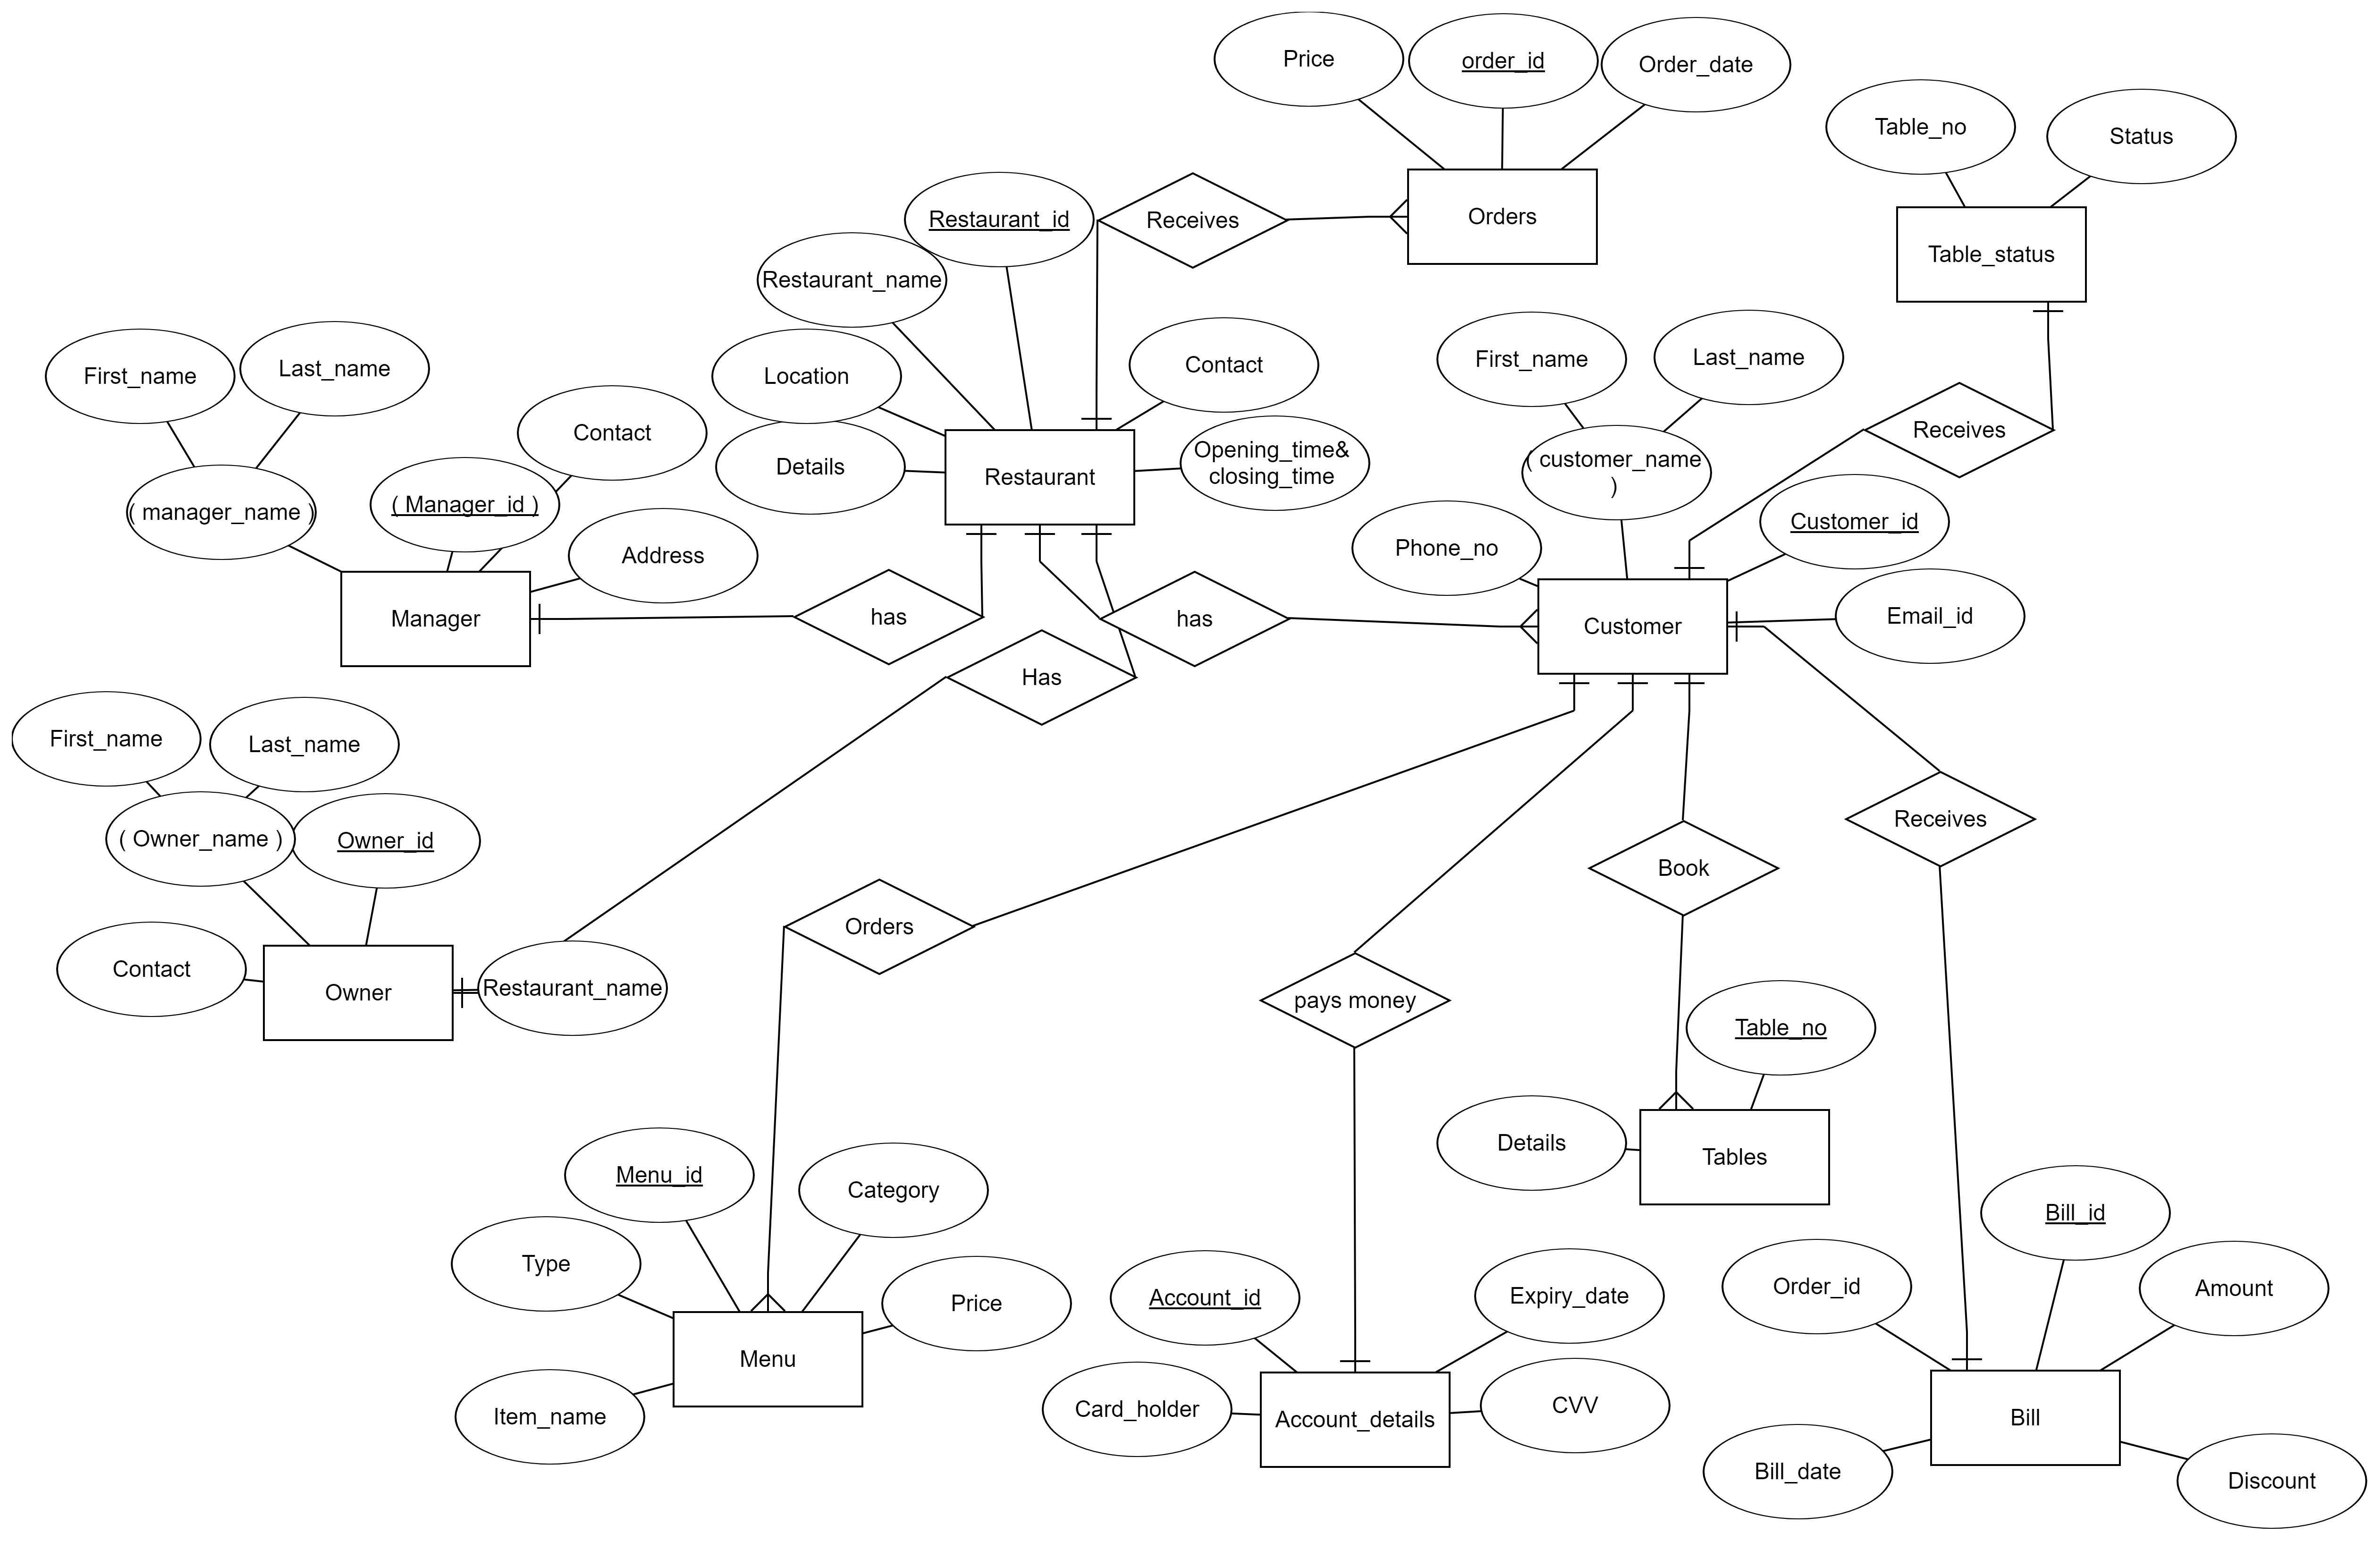 Price
order_id
Order_date
Table_no
Status
Restaurant_id
Receives
Orders
Table_status
Restaurant_name
First_name
Last_name
Location
Contact
First_name
Last_name
Contact
Details
Restaurant
Opening_time&
closing_time
( customer_name
)
Receives
( manager_name )
( Manager_id )
Address
Phone_no
Customer_id
Manager
has
has
Customer
Email_id
Has
First_name
Last_name
( Owner_name )
Owner_id
Receives
Book
Orders
Contact
Owner
Restaurant_name
pays money
Table_no
Details
Tables
Menu_id
Category
Bill_id
Type
Price
Account_id
Expiry_date
Order_id
Amount
Menu
Item_name
Card_holder
Account_details
CVV
Bill
Bill_date
Discount